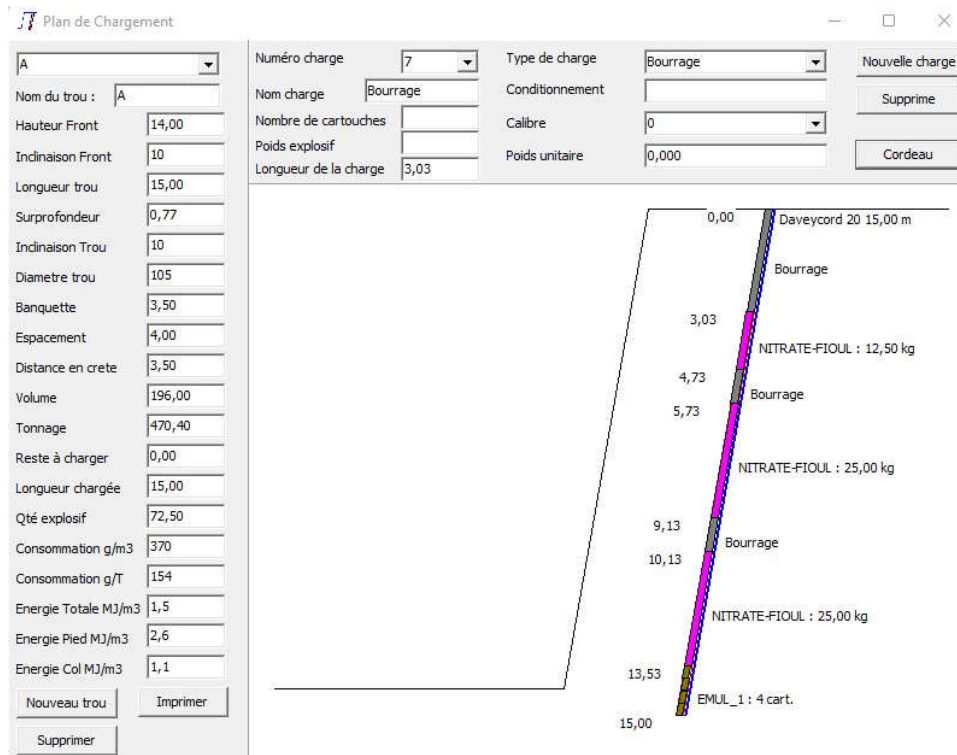 Plan de Chargement
A
Nom du trou : A
Hauteur Front 14,00
Inclinaison Front 10
Longueur trou 15,00
Surprofondeur 0,77
Inclinaison Trou 10
Diametre trou 105
Banquette 3,50
Espacement 4,00
Distance en crete 3,50
Volume 196,00
Tonnage 470,40
Reste à charger 0,00
Longueur chargée 15,00
Qté explosif 72,50
Consommation g/m3 370
Consommation g/T 154
Energie Totale MJ/m3 1,5
Energie Pied MJ/m3 2,6
Energie Col MJ/m3 1,1
Nouveau trou Imprimer
Supprimer
Numéro charge 7
Nom charge Bourrage
Nombre de cartouches
Poids explosif
Longueur de la charge 3,03
Type de charge Bourrage
Conditionnement
Calibre 0
Poids unitaire 0,000
Nouvelle charge
Supprime
Cordeau
0,00 Daveycord 20 15,00 m
Bourrage
3,03
NITRATE-FIOUL : 12,50 kg
4,73
Bourrage
5,73
NITRATE-FIOUL : 25,00 kg
9,13
Bourrage
10,13
NITRATE-FIOUL : 25,00 kg
13,53
EMUL_1 : 4 cart.
15,00